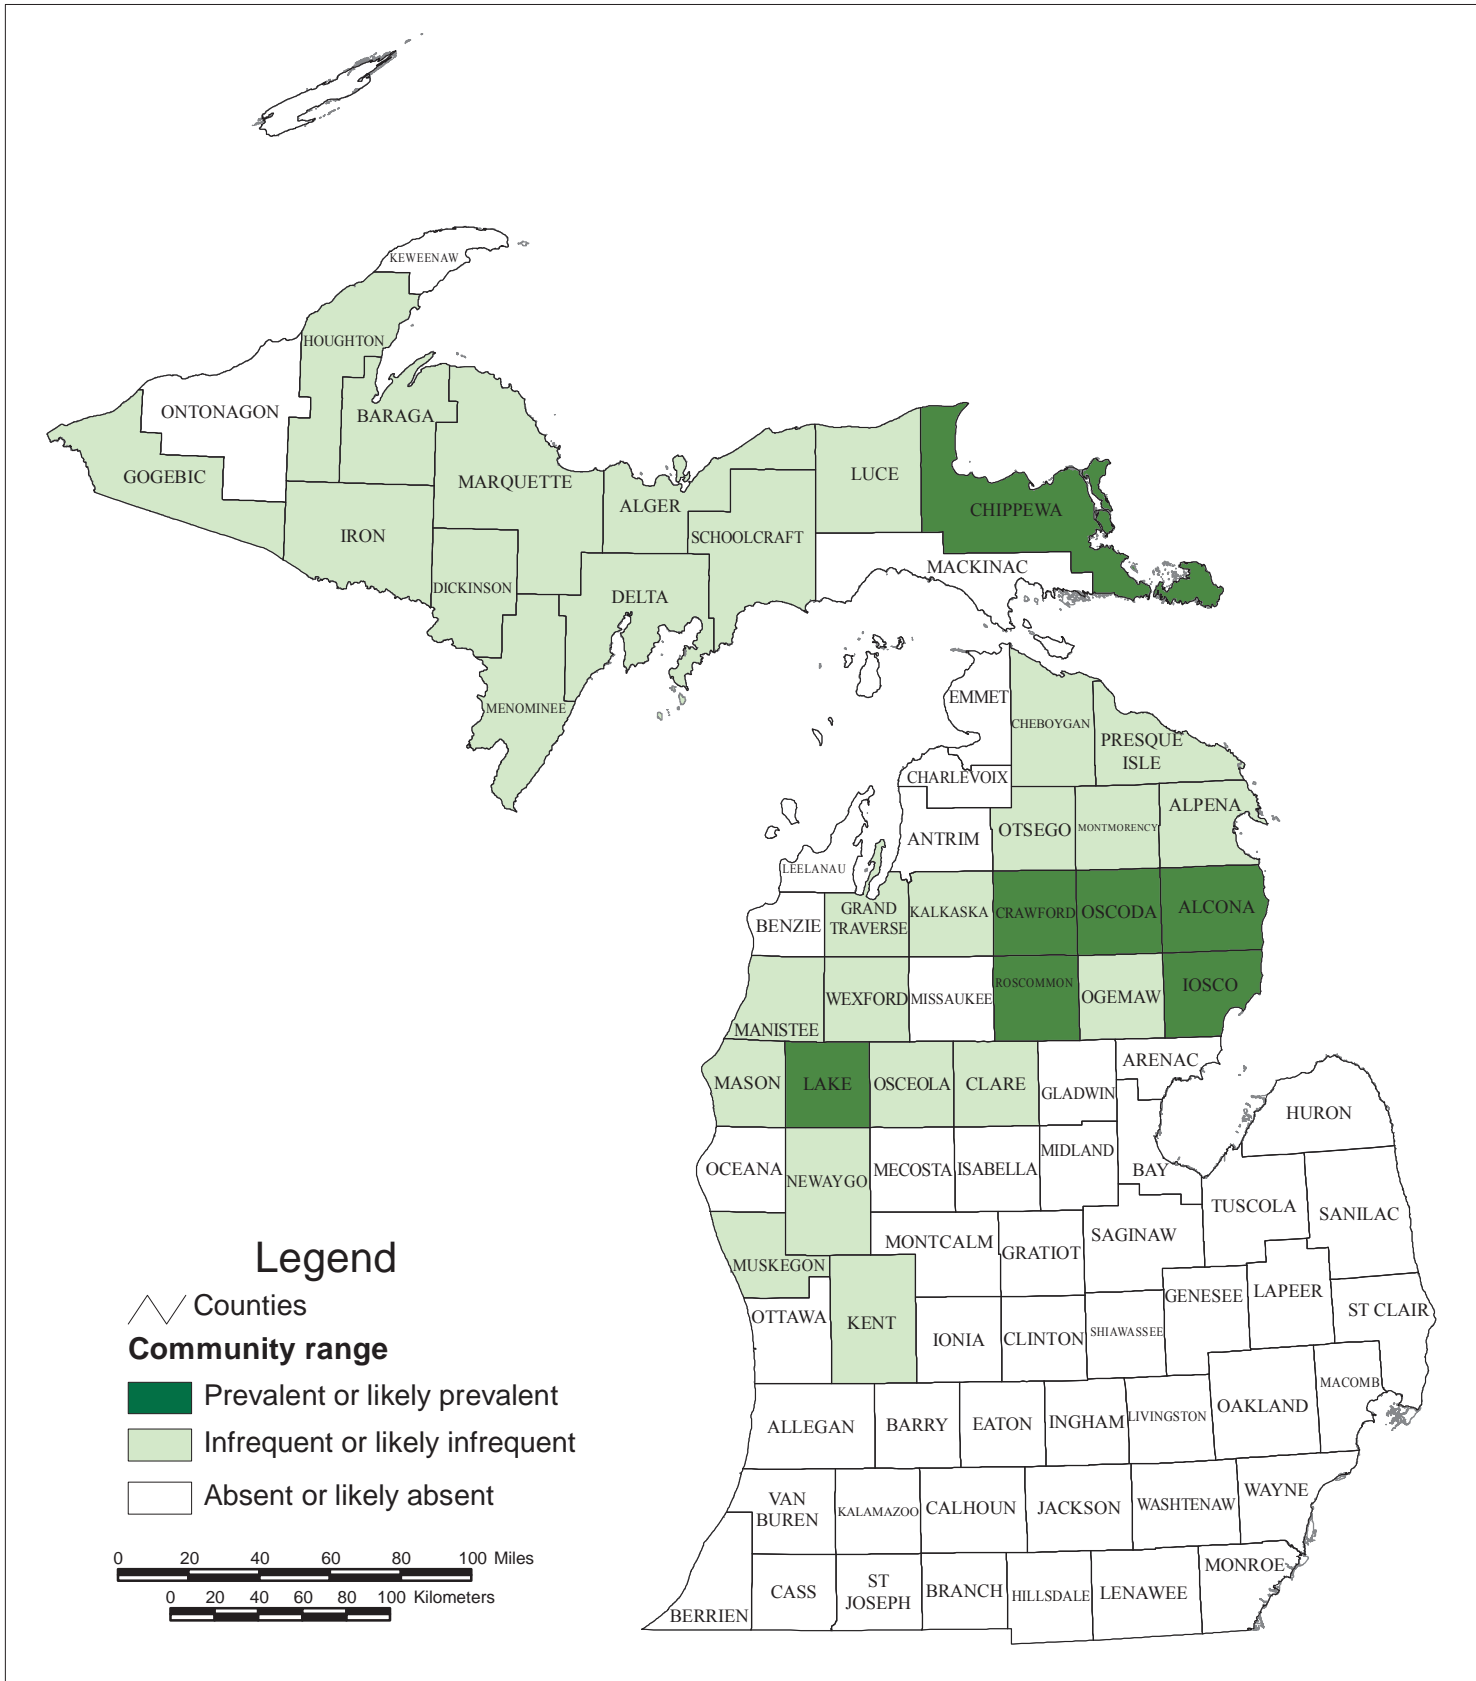 KEWEENAW
HOUGHTON
ONTONAGON
BARAGA
GOGEBIC
MARQUETTE
LUCE
ALGER
CHIPPEWA
IRON
SCHOOLCRAFT
MACKINAC
DICKINSON
DELTA
EMMET
MENOMINEE
CHEBOYGAN
PRESQUE
ISLE
CHARLEVOIX
ALPENA
OTSEGO
MONTMORENCY
ANTRIM
LEELANAU
GRAND
TRAVERSE
KALKASKA
CRAWFORD
OSCODA
ALCONA
BENZIE
ROSCOMMON
IOSCO
WEXFORD
MISSAUKEE
OGEMAW
MANISTEE
ARENAC
MASON
LAKE
OSCEOLA
CLARE
GLADWIN
HURON
OCEANA
NEWAYGO
MECOSTA
ISABELLA
MIDLAND
BAY
TUSCOLA
SANILAC
MONTCALM
GRATIOT
SAGINAW
MUSKEGON
GENESEE
LAPEER
ST CLAIR
OTTAWA
KENT
IONIA
CLINTON
SHIAWASSEE
MACOMB
ALLEGAN
BARRY
EATON
INGHAM
LIVINGSTON
OAKLAND
VAN
BUREN
KALAMAZOO
CALHOUN
JACKSON
WASHTENAW
WAYNE
MONROE
BERRIEN
CASS
ST
JOSEPH
BRANCH
HILLSDALE
LENAWEE
Legend
Counties
Community range
Prevalent or likely prevalent
Infrequent or likely infrequent
Absent or likely absent
0 20 40 60 80 100 Miles
0 20 40 60 80 100 Kilometers